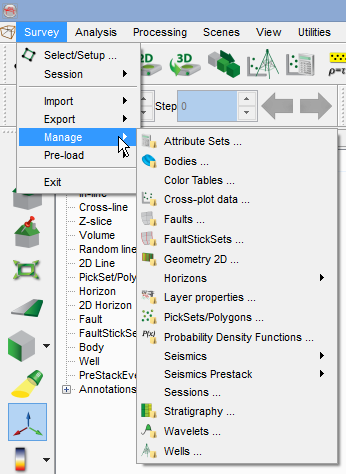 Survey Analysis Processing Scenes View Utilities
Select/Setup ...
Session
Import
Export
Manage
Pre-load
Exit
2D 3D
ρ=τ
Step 0
Attribute Sets ...
Bodies ...
Color Tables ...
Cross-plot data ...
Faults ...
FaultStickSets ...
Geometry 2D ...
Horizons
Layer properties ...
PickSets/Polygons ...
P(x) Probability Density Functions ...
Seismics
Seismics Prestack
Sessions ...
Stratigraphy ...
Wavelets ...
Wells ...
In-line
Cross-line
Z-slice
Volume
Random line
2D Line
PickSet/Poly
Horizon
2D Horizon
Fault
FaultStickSe
Body
Well
PreStackEve
Annotations